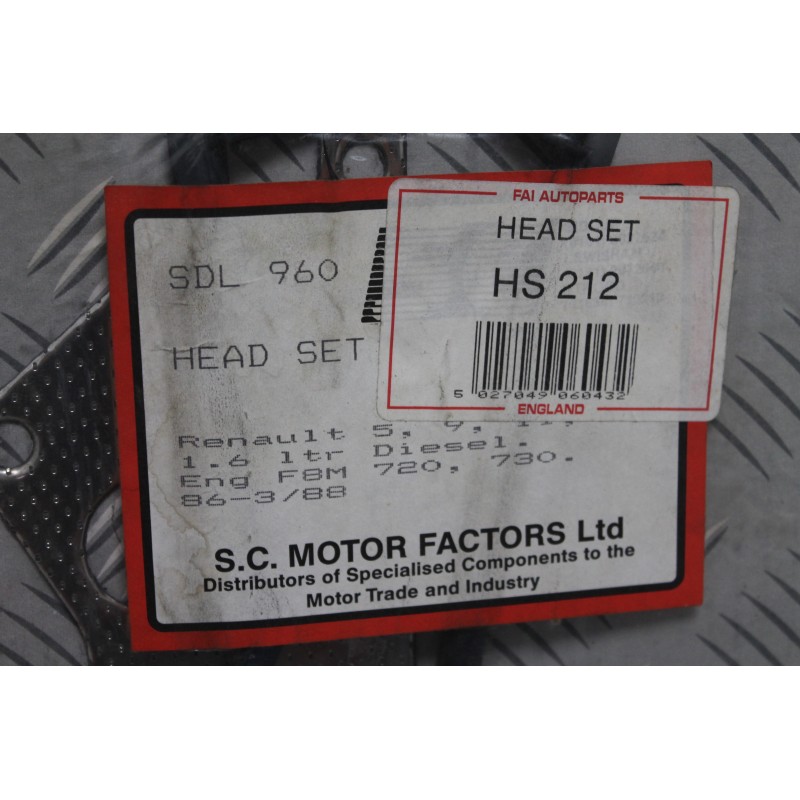 FAI AUTOPARTS
HEAD SET
HS 212
5 027049 060432
ENGLAND
SDL 960
HEAD SET
Renault 5, 9, 11,
1.6 ltr Diesel.
Eng F8M 720, 730.
86-3/88
S.C. MOTOR FACTORS Ltd
Distributors of Specialised Components to the
Motor Trade and Industry